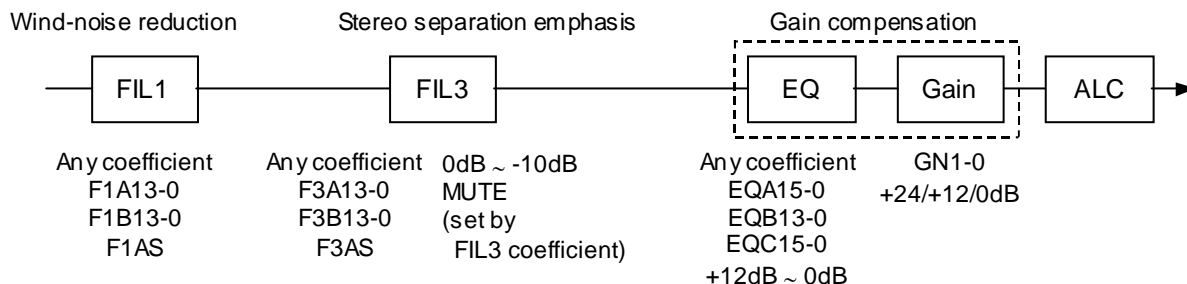 Wind-noise reduction
Stereo separation emphasis
Gain compensation
FIL1
FIL3
EQ
Gain
ALC
Any coefficient
F1A13-0
F1B13-0
F1AS
Any coefficient
F3A13-0
F3B13-0
F3AS
0dB ~ -10dB
MUTE
(set by
FIL3 coefficient)
Any coefficient
EQA15-0
EQB13-0
EQC15-0
+12dB ~ 0dB
GN1-0
+24/+12/0dB